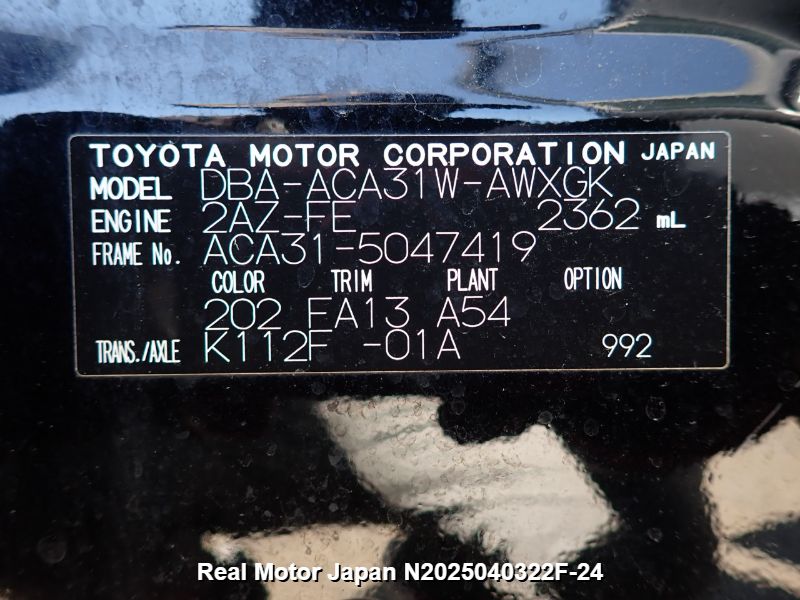 TOYOTA MOTOR CORPORATION JAPAN
MODEL DBA-ACA31W-AWXGK
ENGINE 2AZ-FE 2362 mL
FRAME No. ACA31-5047419
COLOR TRIM PLANT OPTION
202 FA13 A54
TRANS./AXLE K112F -01A 992
Real Motor Japan N2025040322F-24